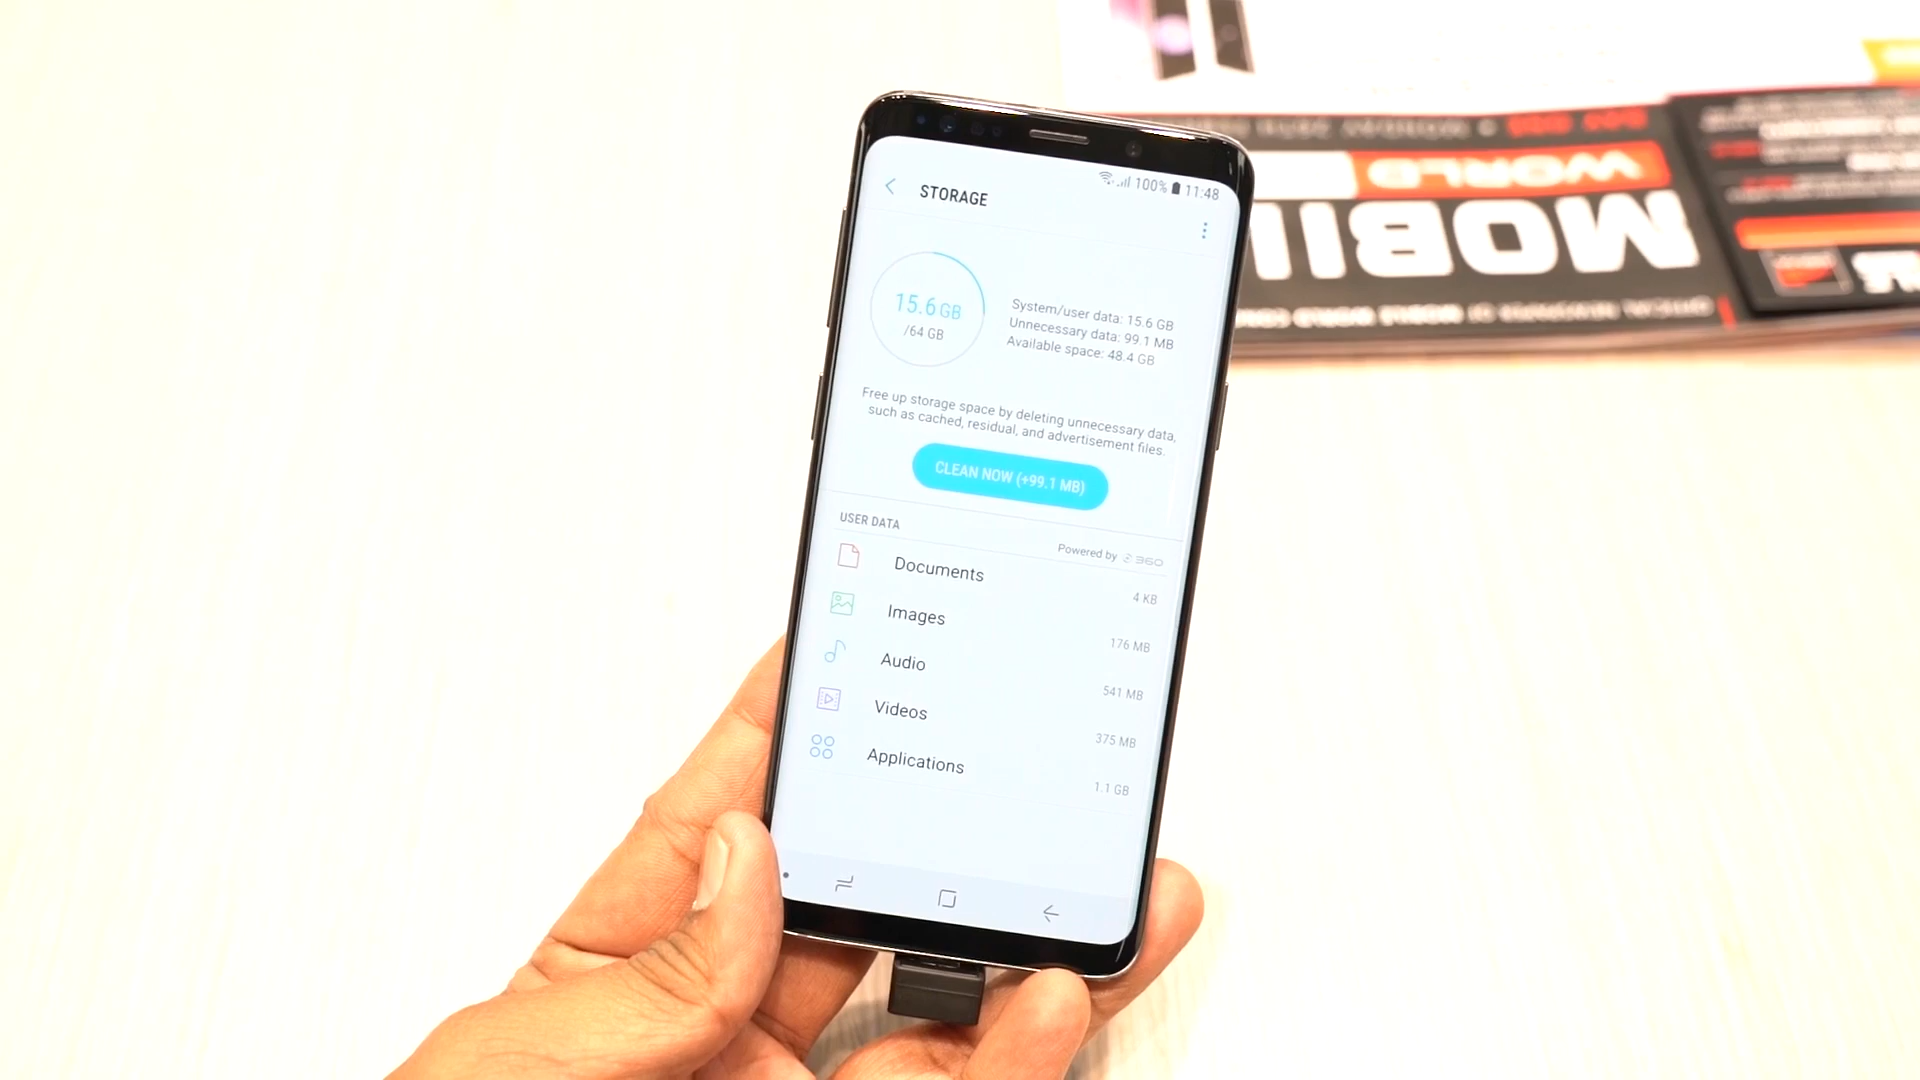 100% 11:48
STORAGE
15.6 GB
/64 GB
System/user data: 15.6 GB
Unnecessary data: 99.1 MB
Available space: 48.4 GB
Free up storage space by deleting unnecessary data,
such as cached, residual, and advertisement files.
CLEAN NOW (+99.1 MB)
USER DATA
Powered by 360
Documents 4 KB
Images 176 MB
Audio 541 MB
Videos 375 MB
Applications 1.1 GB
WORLD
MOBIL